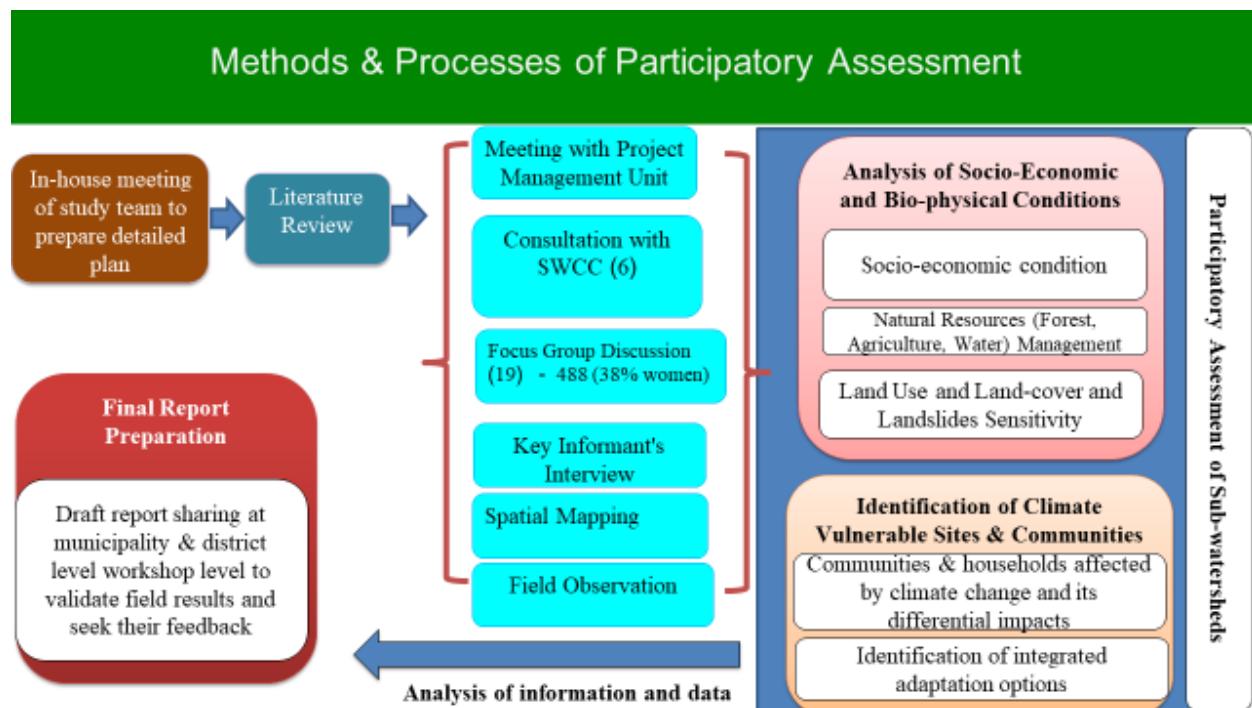 Methods & Processes of Participatory Assessment
In-house meeting
of study team to
prepare detailed
plan
Literature
Review
Meeting with Project
Management Unit
Consultation with
SWCC (6)
Focus Group Discussion
(19) - 488 (38% women)
Key Informant's
Interview
Spatial Mapping
Field Observation
Analysis of Socio-Economic
and Bio-physical Conditions
Socio-economic condition
Natural Resources (Forest,
Agriculture, Water) Management
Land Use and Land-cover and
Landslides Sensitivity
Identification of Climate
Vulnerable Sites & Communities
Communities & households affected
by climate change and its
differential impacts
Identification of integrated
adaptation options
Participatory Assessment of Sub-watersheds
Analysis of information and data
Final Report
Preparation
Draft report sharing at
municipality & district
level workshop level to
validate field results and
seek their feedback